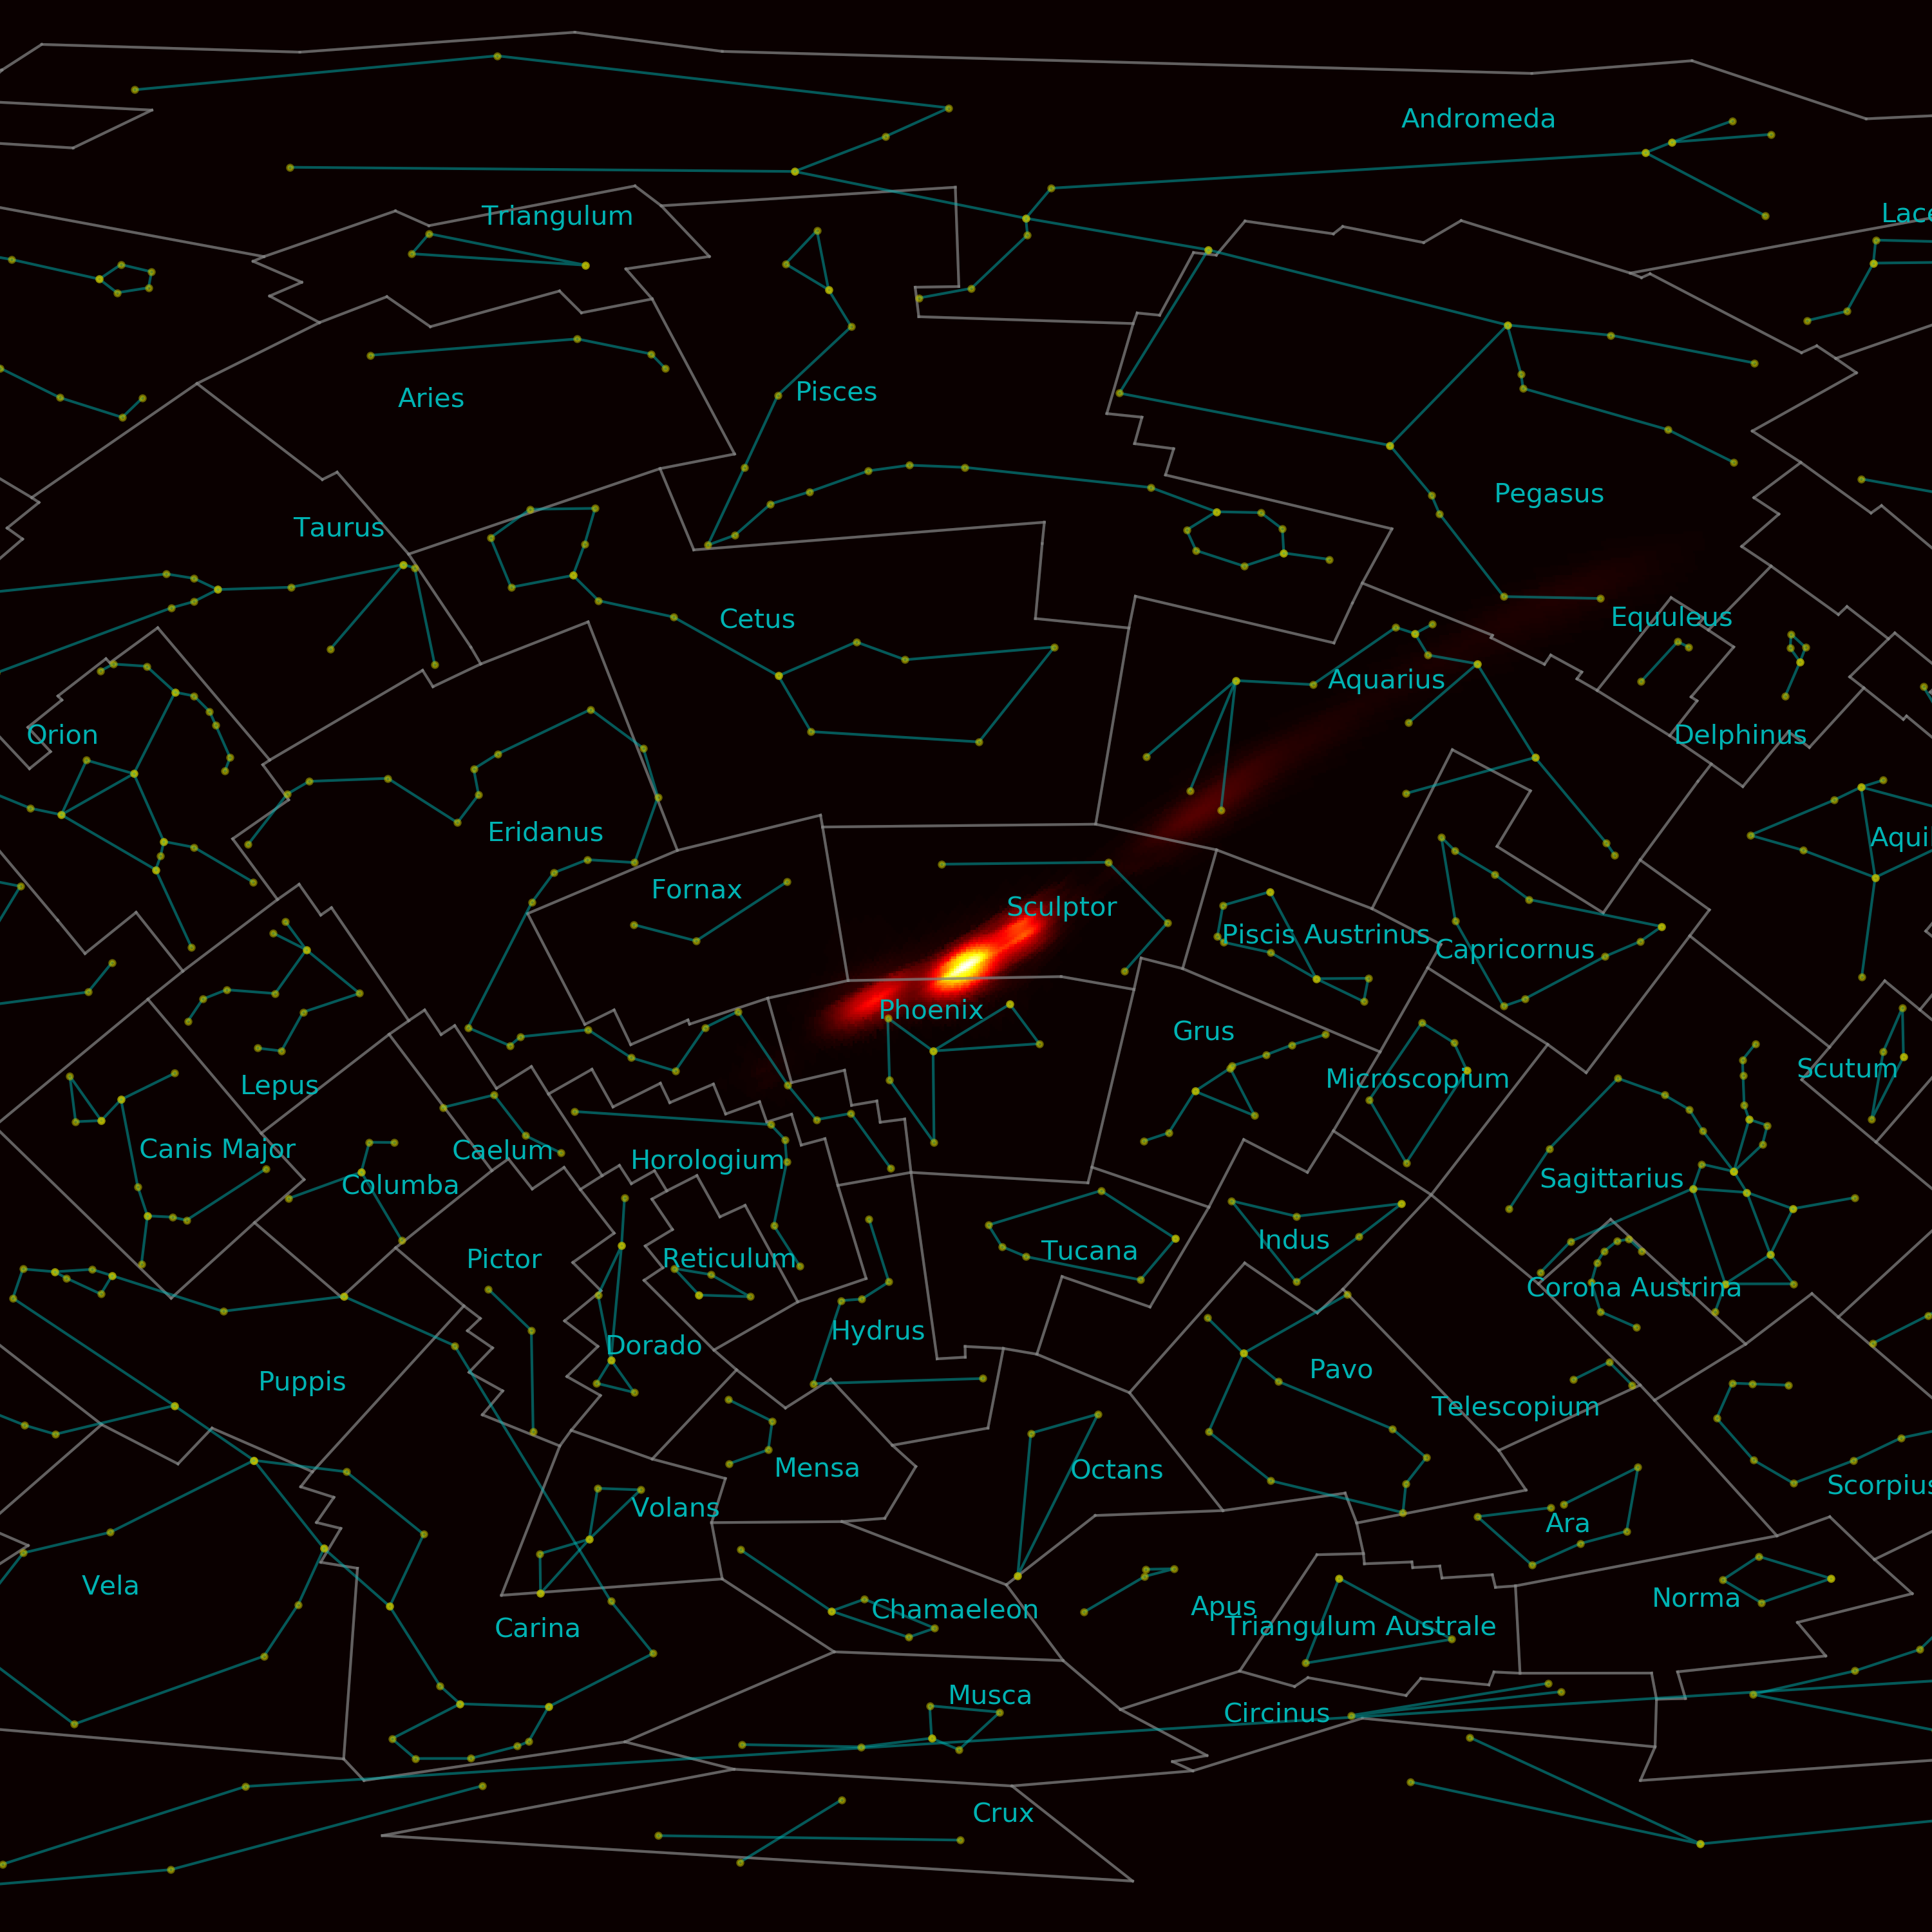 Andromeda
Triangulum
Aries
Pisces
Pegasus
Taurus
Cetus
Equuleus
Aquarius
Orion
Delphinus
Eridanus
Fornax
Sculptor
Piscis Austrinus
Capricornus
Phoenix
Grus
Microscopium
Scutum
Lepus
Canis Major
Caelum
Horologium
Columba
Sagittarius
Pictor
Reticulum
Tucana
Indus
Corona Austrina
Dorado
Hydrus
Puppis
Pavo
Telescopium
Mensa
Octans
Volans
Scorpius
Ara
Vela
Carina
Chamaeleon
Apus
Triangulum Australe
Norma
Musca
Circinus
Crux